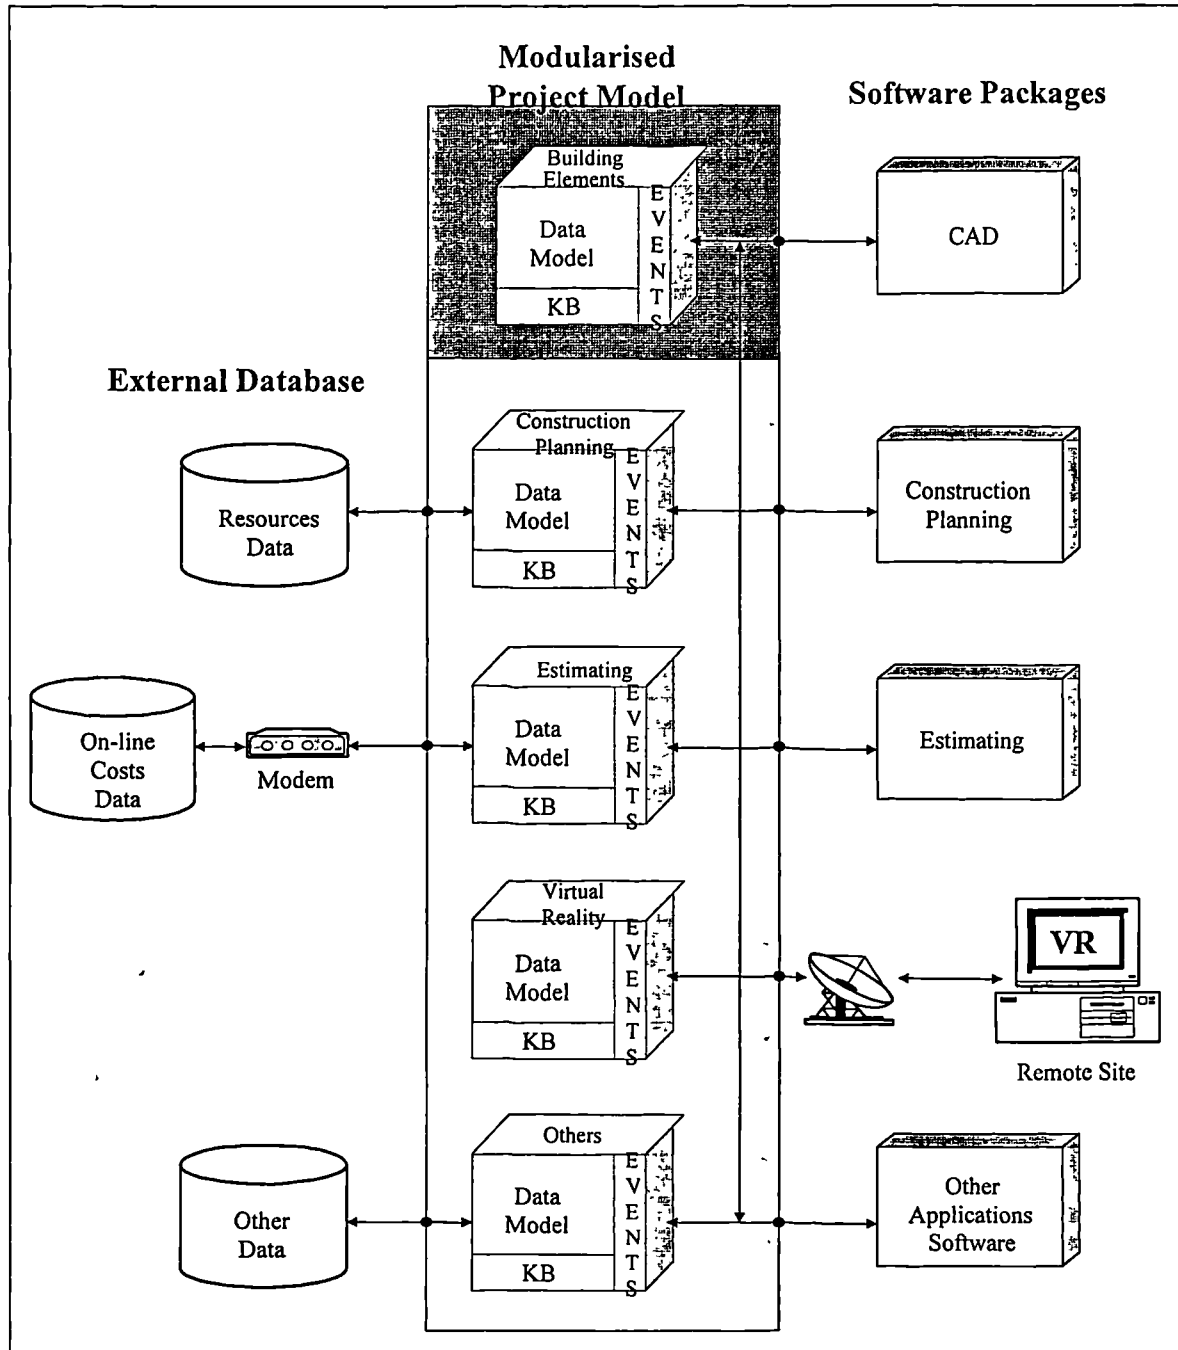 Modularised
Project Model
Software Packages
Building
Elements
Data
Model
KB
EVENTS
CAD
External Database
Resources
Data
Construction
Planning
Data
Model
KB
EVENTS
Construction
Planning
On-line
Costs
Data
Modem
Estimating
Data
Model
KB
EVENTS
Estimating
Virtual
Reality
Data
Model
KB
EVENTS
VR
Remote Site
Other
Data
Others
Data
Model
KB
EVENTS
Other
Applications
Software